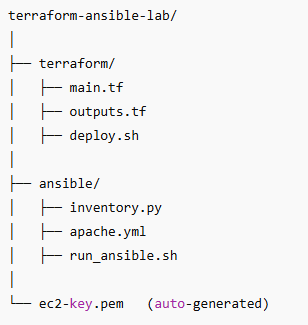 terraform-ansible-lab/
│
├── terraform/
│   ├── main.tf
│   ├── outputs.tf
│   ├── deploy.sh
│
├── ansible/
│   ├── inventory.py
│   ├── apache.yml
│   ├── run_ansible.sh
│
└── ec2-key.pem   (auto-generated)